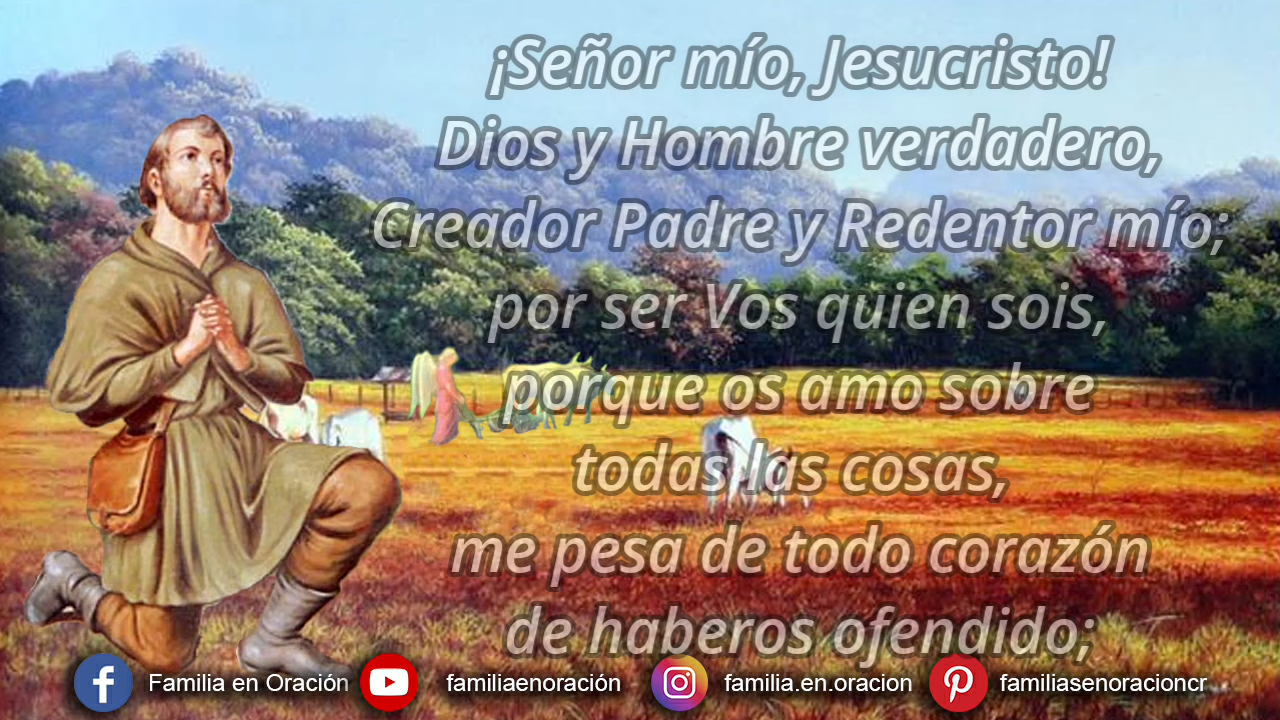 ¡Señor mío, Jesucristo!
Dios y Hombre verdadero,
Creador Padre y Redentor mío;
por ser Vos quien sois,
porque os amo sobre
todas las cosas,
me pesa de todo corazón
de haberos ofendido;
Familia en Oración familiaenoración familia.en.oracion familiasenoracioncr